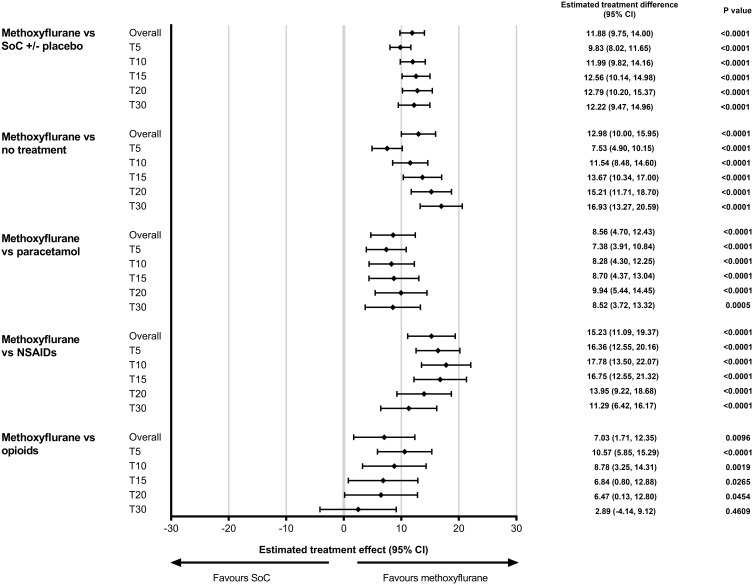 Estimated treatment difference
(95% CI) P value
Methoxyflurane vs Overall 11.88 (9.75, 14.00) <0.0001
SoC +/- placebo T5 9.83 (8.02, 11.65) <0.0001
T10 11.99 (9.82, 14.16) <0.0001
T15 12.56 (10.14, 14.98) <0.0001
T20 12.79 (10.20, 15.37) <0.0001
T30 12.22 (9.47, 14.96) <0.0001
Methoxyflurane vs Overall 12.98 (10.00, 15.95) <0.0001
no treatment T5 7.53 (4.90, 10.15) <0.0001
T10 11.54 (8.48, 14.60) <0.0001
T15 13.67 (10.34, 17.00) <0.0001
T20 15.21 (11.71, 18.70) <0.0001
T30 16.93 (13.27, 20.59) <0.0001
Methoxyflurane Overall 8.56 (4.70, 12.43) <0.0001
vs paracetamol T5 7.38 (3.91, 10.84) <0.0001
T10 8.28 (4.30, 12.25) <0.0001
T15 8.70 (4.37, 13.04) <0.0001
T20 9.94 (5.44, 14.45) <0.0001
T30 8.52 (3.72, 13.32) 0.0005
Methoxyflurane Overall 15.23 (11.09, 19.37) <0.0001
vs NSAIDs T5 16.36 (12.55, 20.16) <0.0001
T10 17.78 (13.50, 22.07) <0.0001
T15 16.75 (12.55, 21.32) <0.0001
T20 13.95 (9.22, 18.68) <0.0001
T30 11.29 (6.42, 16.17) <0.0001
Methoxyflurane vs Overall 7.03 (1.71, 12.35) 0.0096
opioids T5 10.57 (5.85, 15.29) <0.0001
T10 8.78 (3.25, 14.31) 0.0019
T15 6.84 (0.80, 12.88) 0.0265
T20 6.47 (0.13, 12.80) 0.0454
T30 2.89 (-4.14, 9.12) 0.4609
-30 -20 -10 0 10 20 30
Estimated treatment effect (95% CI)
Favours SoC Favours methoxyflurane